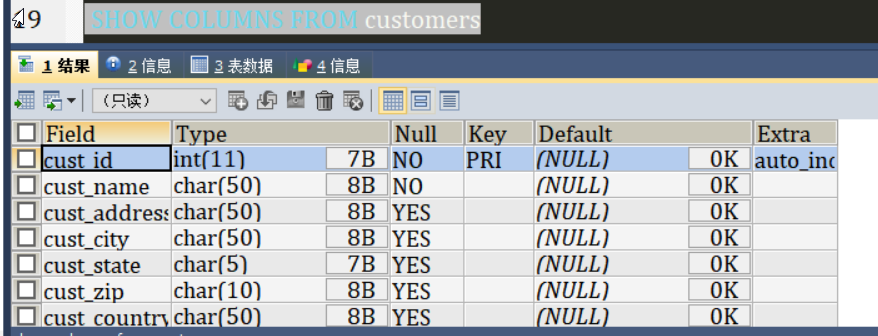 19 SHOW COLUMNS FROM customers
1 结果 2 信息 3 表数据 4 信息
(只读)
Field Type Null Key Default Extra
cust_id int(11) 7B NO PRI (NULL) 0K auto_inc
cust_name char(50) 8B NO (NULL) 0K
cust_address char(50) 8B YES (NULL) 0K
cust_city char(50) 8B YES (NULL) 0K
cust_state char(5) 7B YES (NULL) 0K
cust_zip char(10) 8B YES (NULL) 0K
cust_country char(50) 8B YES (NULL) 0K